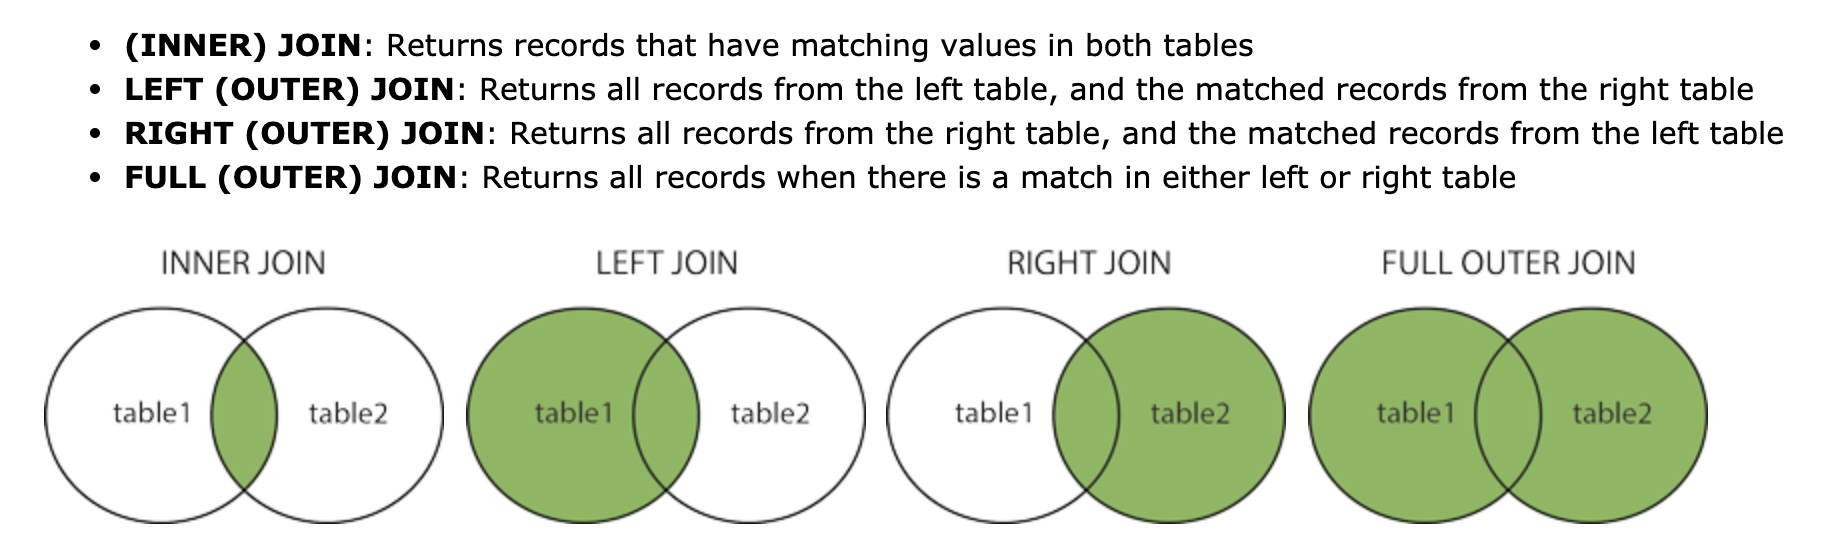 • (INNER) JOIN: Returns records that have matching values in both tables
• LEFT (OUTER) JOIN: Returns all records from the left table, and the matched records from the right table
• RIGHT (OUTER) JOIN: Returns all records from the right table, and the matched records from the left table
• FULL (OUTER) JOIN: Returns all records when there is a match in either left or right table
INNER JOIN
table1
table2
LEFT JOIN
table1
table2
RIGHT JOIN
table1
table2
FULL OUTER JOIN
table1
table2